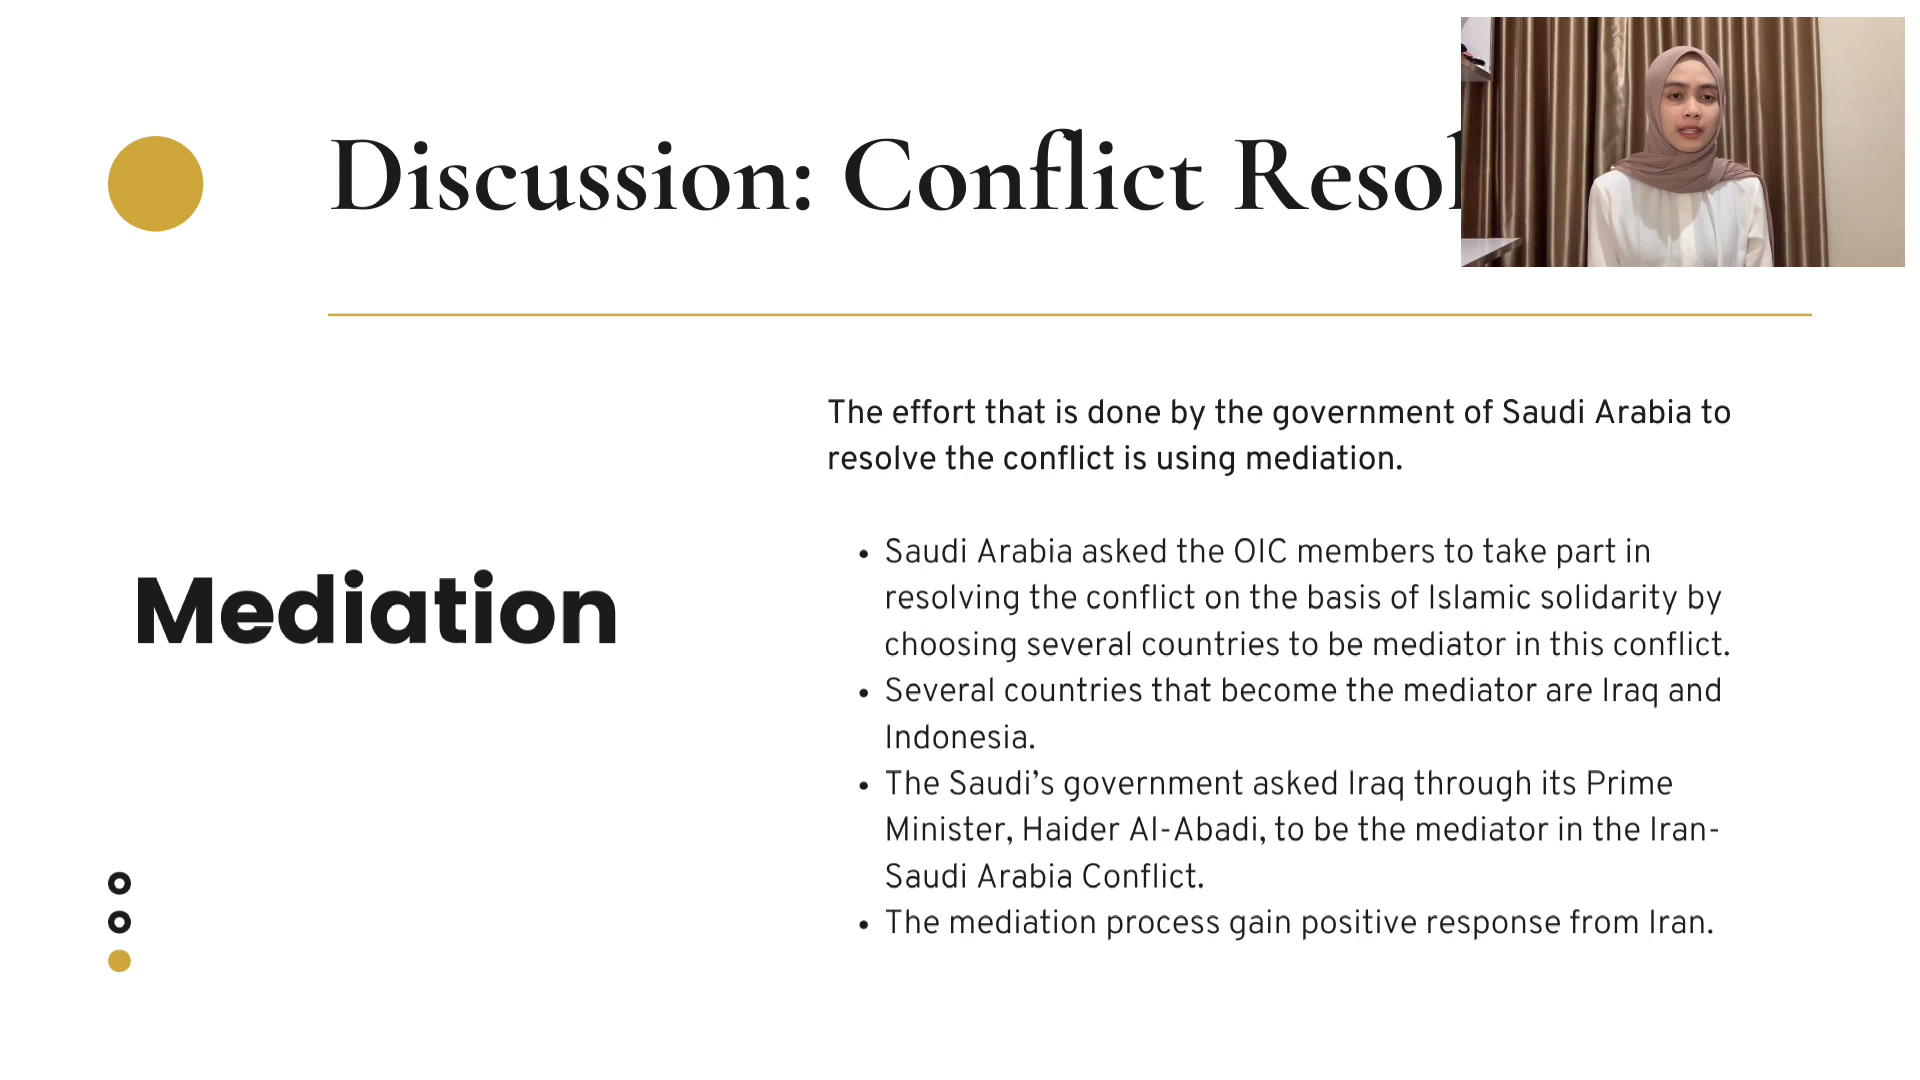 Discussion: Conflict
Mediation
The effort that is done by the government of Saudi Arabia to
resolve the conflict is using mediation.
• Saudi Arabia asked the OIC members to take part in
resolving the conflict on the basis of Islamic solidarity by
choosing several countries to be mediator in this conflict.
• Several countries that become the mediator are Iraq and
Indonesia.
• The Saudi’s government asked Iraq through its Prime
Minister, Haider Al-Abadi, to be the mediator in the Iran-
Saudi Arabia Conflict.
• The mediation process gain positive response from Iran.